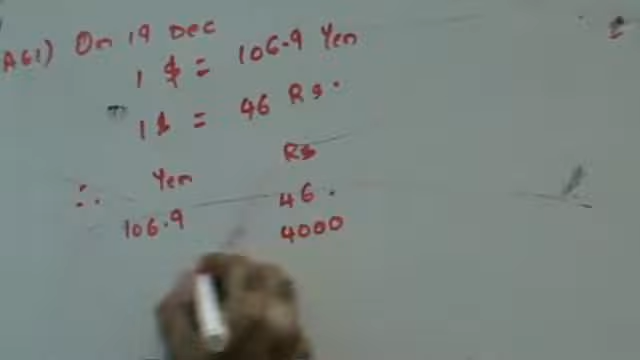 A61) On 19 Dec
1 $ = 106.9 Yen
1 $ = 46 Rs.
∴ Yen Rs
106.9 46.
4000